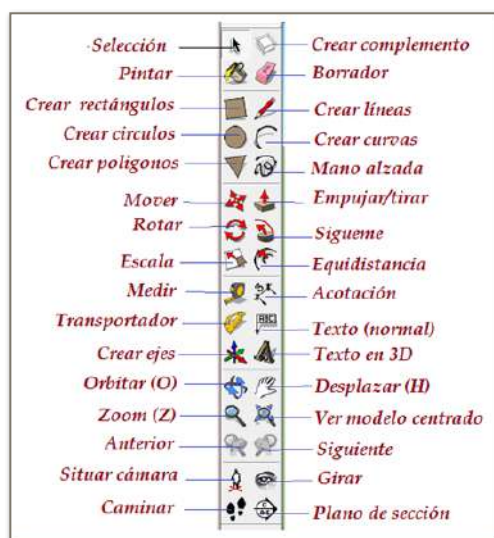 Selección
Crear complemento
Pintar
Borrador
Crear rectángulos
Crear líneas
Crear circulos
Crear curvas
Crear poligonos
Mano alzada
Mover
Empujar/tirar
Rotar
Sigueme
Escala
Equidistancia
Medir
Acotación
Transportador
Texto (normal)
Crear ejes
Texto en 3D
Orbitar (O)
Desplazar (H)
Zoom (Z)
Ver modelo centrado
Anterior
Siguiente
Situar cámara
Girar
Caminar
Plano de sección